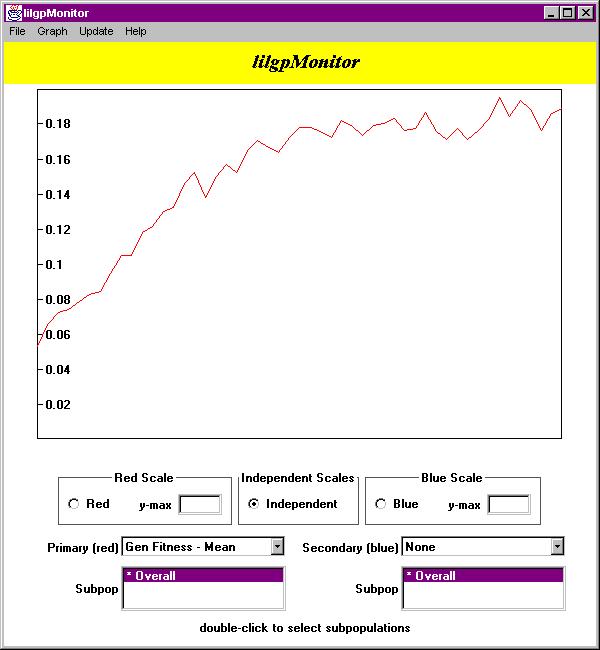 lilgpMonitor
File Graph Update Help
lilgpMonitor
0.18
0.16
0.14
0.12
0.1
0.08
0.06
0.04
0.02
Red Scale Independent Scales Blue Scale
Red y-max Independent Blue y-max
Primary (red) Gen Fitness - Mean Secondary (blue) None
Subpop * Overall Subpop * Overall
double-click to select subpopulations